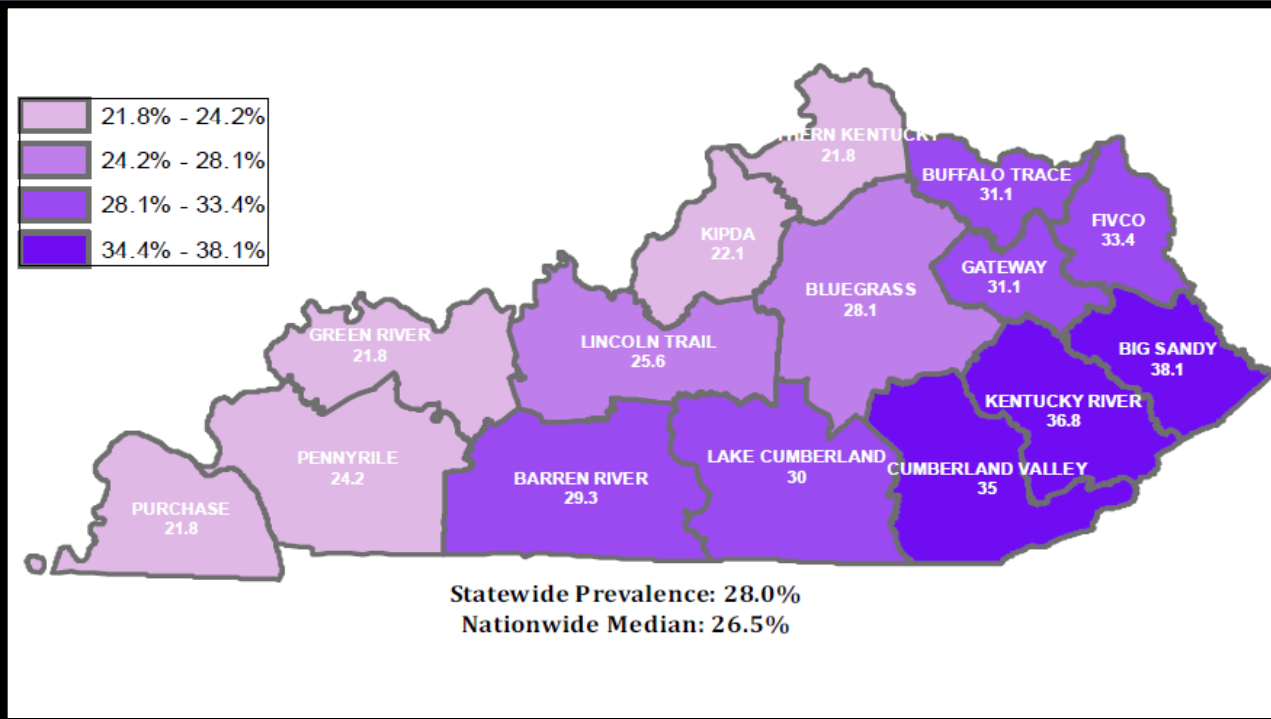 21.8% - 24.2%
24.2% - 28.1%
28.1% - 33.4%
34.4% - 38.1%
THERN KENTUCKY
21.8
BUFFALO TRACE
31.1
FIVCO
33.4
KIPDA
22.1
GATEWAY
31.1
BLUEGRASS
28.1
GREEN RIVER
21.8
LINCOLN TRAIL
25.6
BIG SANDY
38.1
KENTUCKY RIVER
36.8
PENNYRILE
24.2
BARREN RIVER
29.3
LAKE CUMBERLAND
30
CUMBERLAND VALLEY
35
PURCHASE
21.8
Statewide Prevalence: 28.0%
Nationwide Median: 26.5%